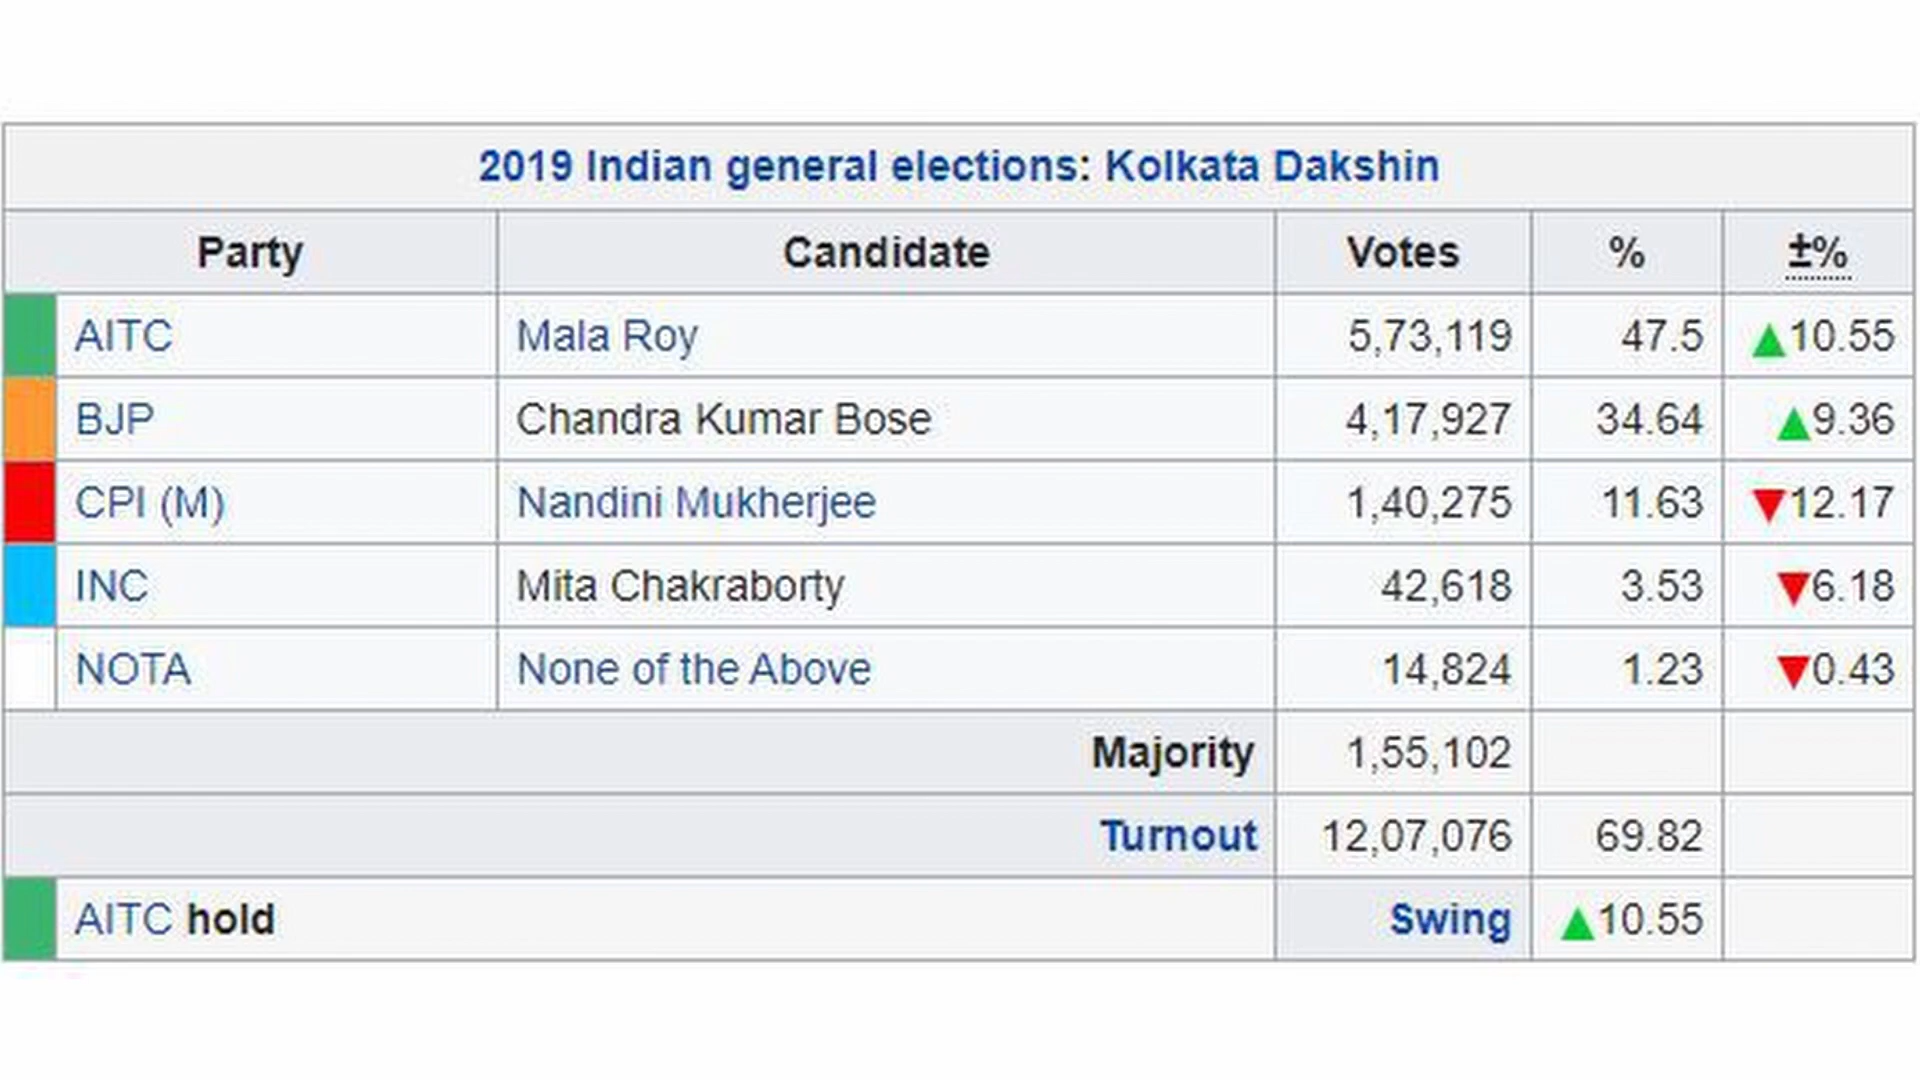 2019 Indian general elections: Kolkata Dakshin
Party Candidate Votes % ±%
AITC Mala Roy 5,73,119 47.5 ▲10.55
BJP Chandra Kumar Bose 4,17,927 34.64 ▲9.36
CPI (M) Nandini Mukherjee 1,40,275 11.63 ▼12.17
INC Mita Chakraborty 42,618 3.53 ▼6.18
NOTA None of the Above 14,824 1.23 ▼0.43
Majority 1,55,102
Turnout 12,07,076 69.82
AITC hold Swing ▲10.55